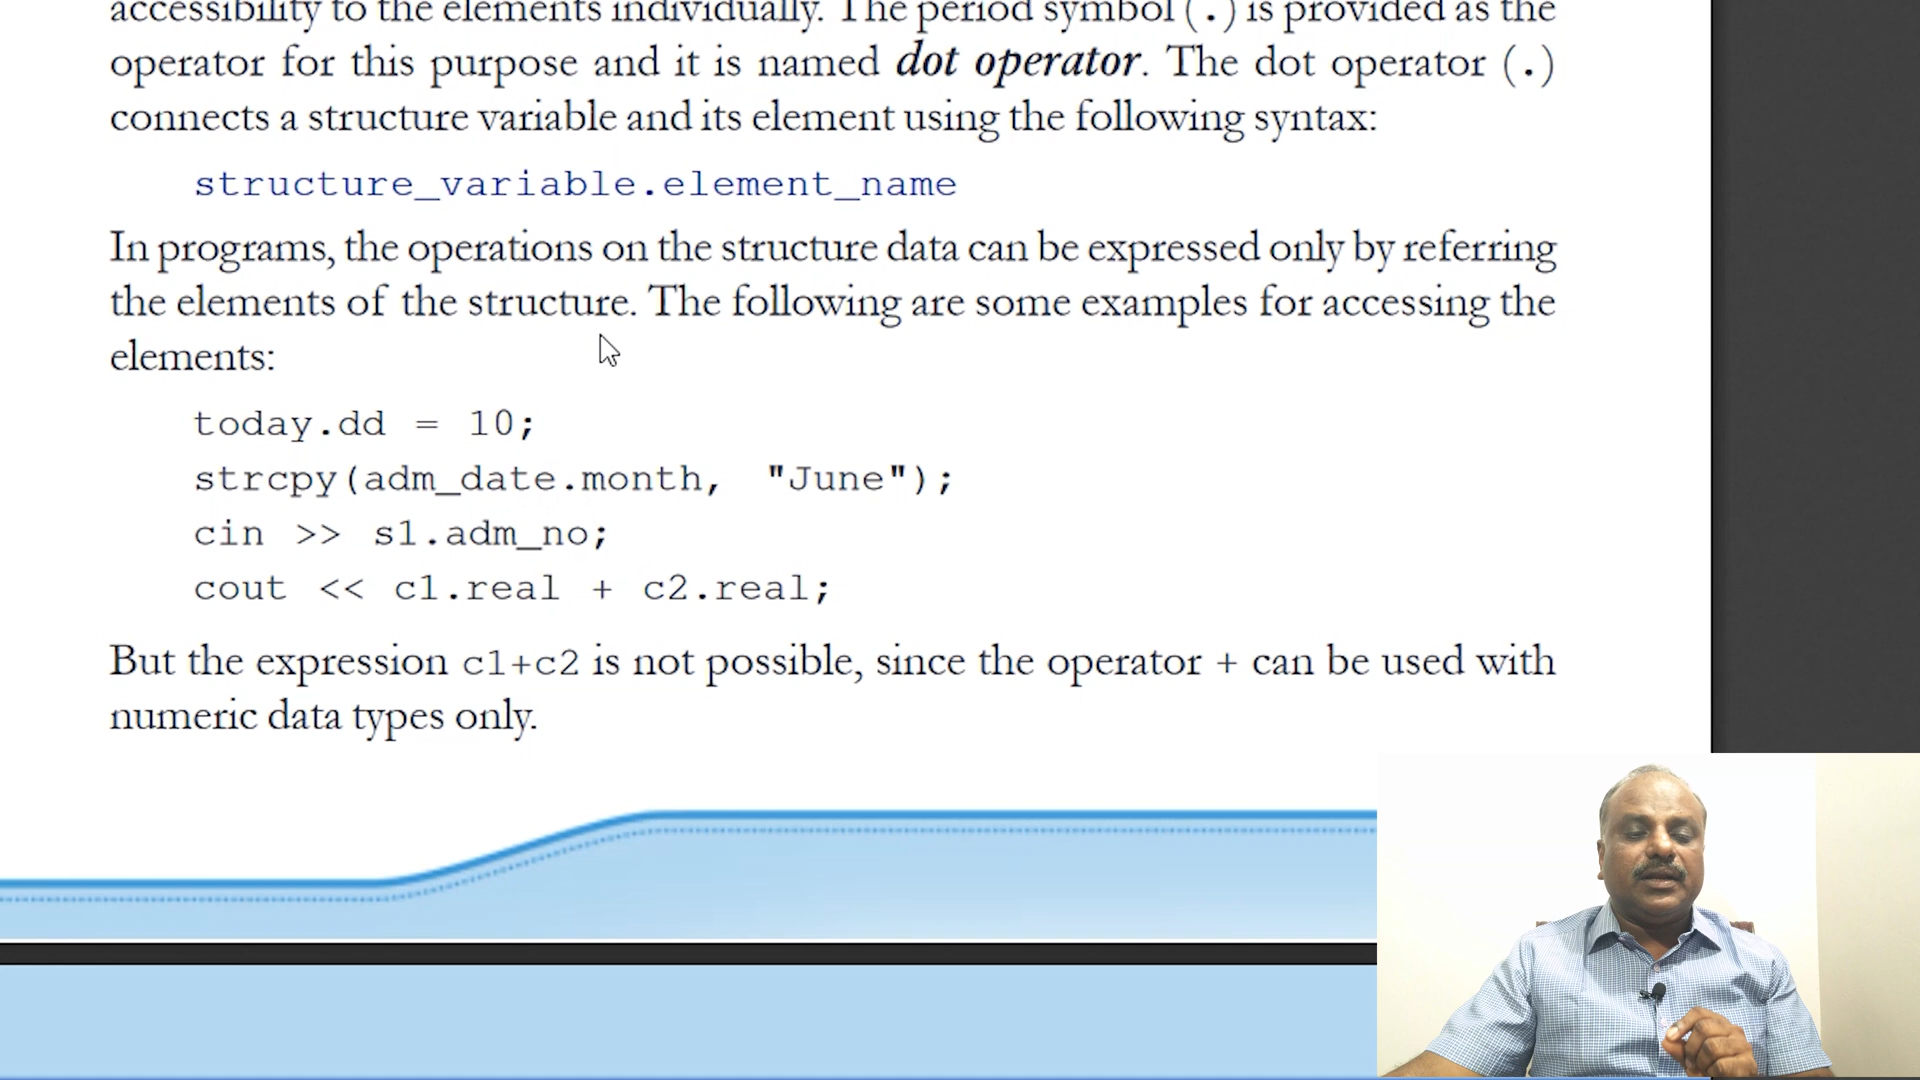 accessibility to the elements individually. The period symbol (.) is provided as the
operator for this purpose and it is named dot operator. The dot operator (.)
connects a structure variable and its element using the following syntax:
structure_variable.element_name
In programs, the operations on the structure data can be expressed only by referring
the elements of the structure. The following are some examples for accessing the
elements:
today.dd = 10;
strcpy(adm_date.month, "June");
cin >> s1.adm_no;
cout << c1.real + c2.real;
But the expression c1+c2 is not possible, since the operator + can be used with
numeric data types only.